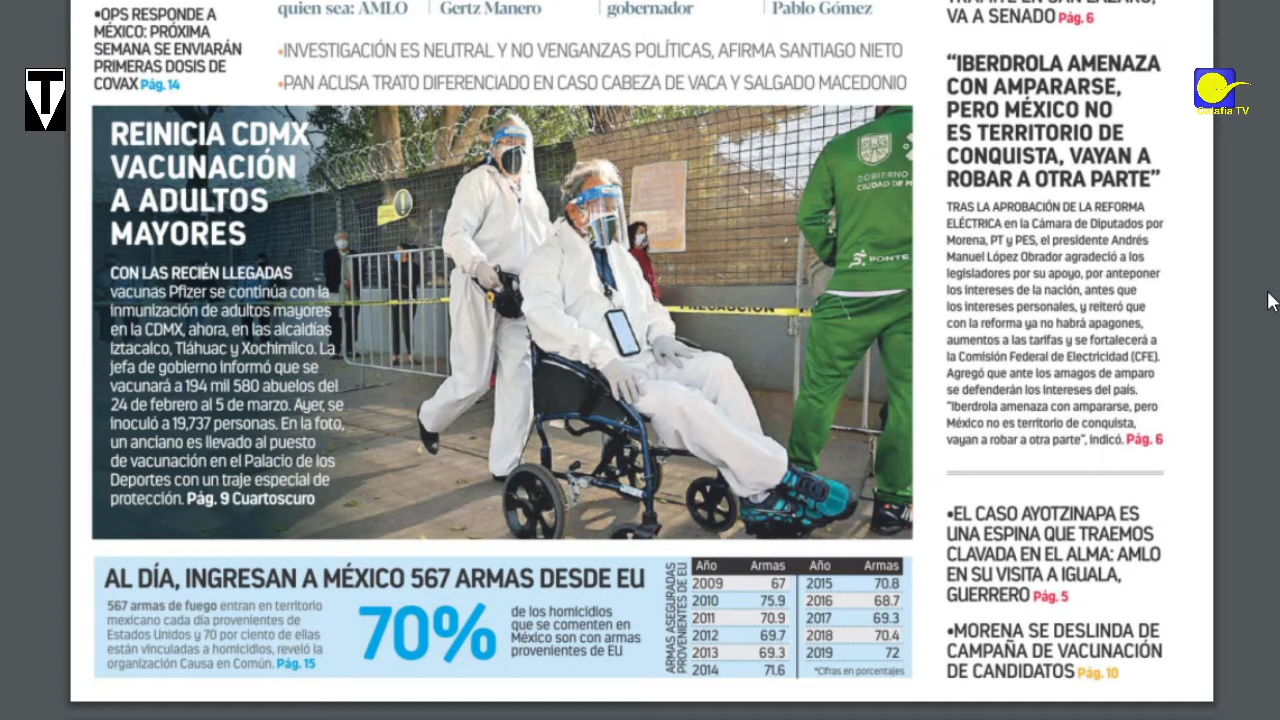 •OPS RESPONDE A
MÉXICO: PRÓXIMA
SEMANA SE ENVIARÁN
PRIMERAS DOSIS DE
COVAX Pág. 14
quien sea: AMLO
Gertz Manero
gobernador
Pablo Gómez
•INVESTIGACIÓN ES NEUTRAL Y NO VENGANZAS POLÍTICAS, AFIRMA SANTIAGO NIETO
•PAN ACUSA TRATO DIFERENCIADO EN CASO CABEZA DE VACA Y SALGADO MACEDONIO
TRÁMITE EN SAN LÁZARO,
VA A SENADO Pág. 6
T
Calafia TV
REINICIA CDMX
VACUNACIÓN
A ADULTOS
MAYORES
CON LAS RECIÉN LLEGADAS
vacunas Pfizer se continúa con la
inmunización de adultos mayores
en la CDMX, ahora, en las alcaldías
Iztacalco, Tláhuac y Xochimilco. La
jefa de gobierno informó que se
vacunará a 194 mil 580 abuelos del
24 de febrero al 5 de marzo. Ayer, se
inoculó a 19,737 personas. En la foto,
un anciano es llevado al puesto
de vacunación en el Palacio de los
Deportes con un traje especial de
protección. Pág. 9 Cuartoscuro
GOBIERNO
CIUDAD DE M
PONTE
“IBERDROLA AMENAZA
CON AMPARARSE,
PERO MÉXICO NO
ES TERRITORIO DE
CONQUISTA, VAYAN A
ROBAR A OTRA PARTE”
TRAS LA APROBACIÓN DE LA REFORMA
ELÉCTRICA en la Cámara de Diputados por
Morena, PT y PES, el presidente Andrés
Manuel López Obrador agradeció a los
legisladores por su apoyo, por anteponer
los intereses de la nación, antes que
los intereses personales, y reiteró que
con la reforma ya no habrá apagones,
aumentos a las tarifas y se fortalecerá a
la Comisión Federal de Electricidad (CFE).
Agregó que ante los amagos de amparo
se defenderán los intereses del país.
“Iberdrola amenaza con ampararse, pero
México no es territorio de conquista,
vayan a robar a otra parte”, indicó. Pág. 6
•EL CASO AYOTZINAPA ES
UNA ESPINA QUE TRAEMOS
CLAVADA EN EL ALMA: AMLO
EN SU VISITA A IGUALA,
GUERRERO Pág. 5
•MORENA SE DESLINDA DE
CAMPAÑA DE VACUNACIÓN
DE CANDIDATOS Pág. 10
AL DÍA, INGRESAN A MÉXICO 567 ARMAS DESDE EU
567 armas de fuego entran en territorio
mexicano cada día provenientes de
Estados Unidos y 70 por ciento de ellas
están vinculadas a homicidios, reveló la
organización Causa en Común. Pág. 15
70%
de los homicidios
que se comenten en
México son con armas
provenientes de EU
ARMAS ASEGURADAS
PROVENIENTES DE EU
Año Armas Año Armas
2009 67 2015 70.8
2010 75.9 2016 68.7
2011 70.9 2017 69.3
2012 69.7 2018 70.4
2013 69.3 2019 72
2014 71.6 *Cifras en porcentajes